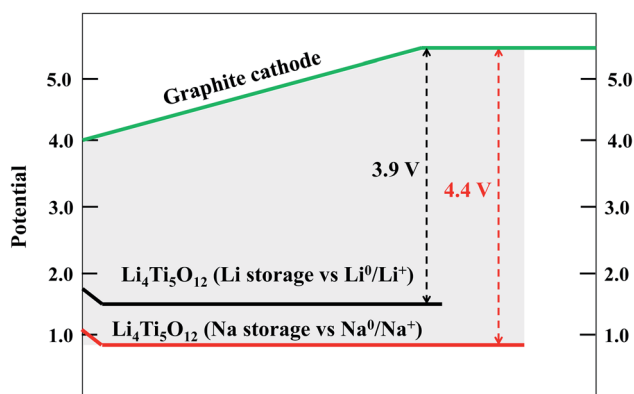 5.0
4.0
3.0
2.0
1.0
Potential
Graphite cathode
3.9 V
4.4 V
Li₄Ti₅O₁₂ (Li storage vs Li⁰/Li⁺)
Li₄Ti₅O₁₂ (Na storage vs Na⁰/Na⁺)
5.0
4.0
3.0
2.0
1.0